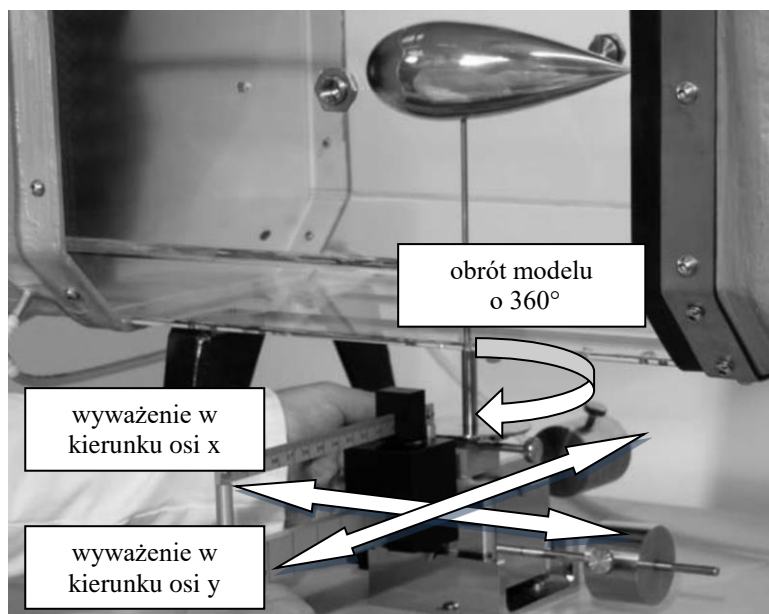 obrót modelu
o 360°
wyważenie w
kierunku osi x
wyważenie w
kierunku osi y